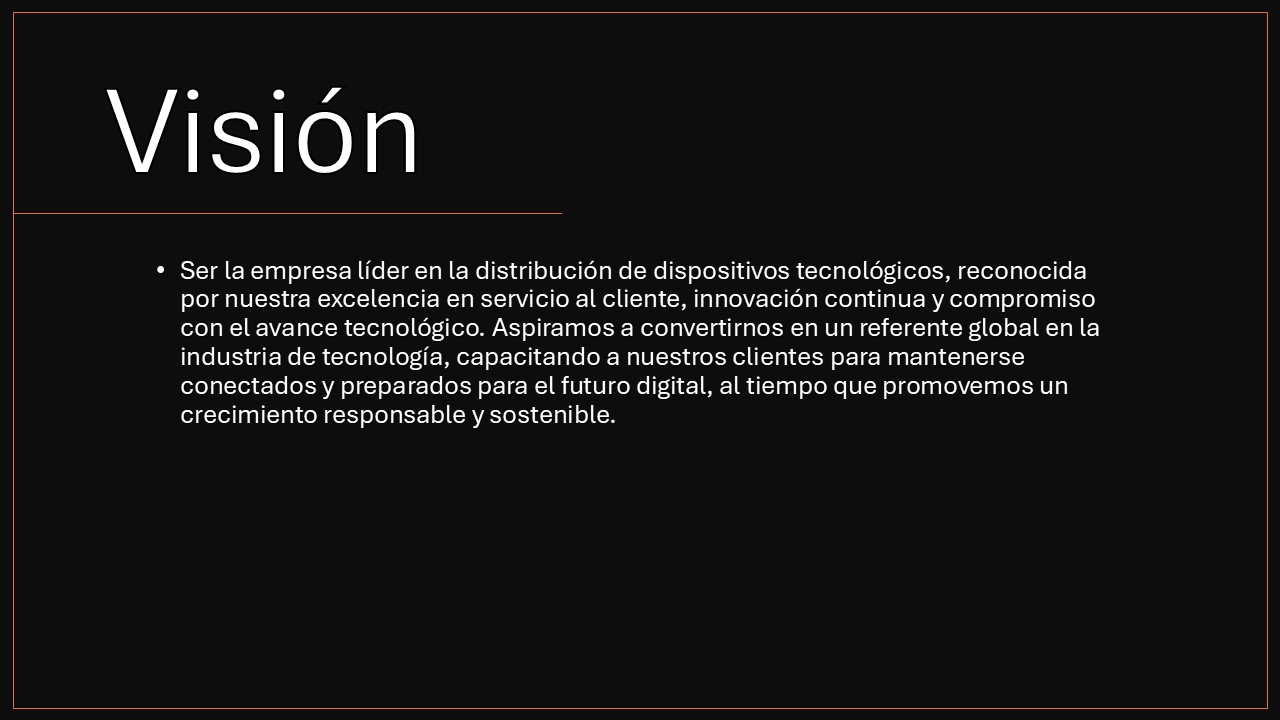 Visión
• Ser la empresa líder en la distribución de dispositivos tecnológicos, reconocida
por nuestra excelencia en servicio al cliente, innovación continua y compromiso
con el avance tecnológico. Aspiramos a convertirnos en un referente global en la
industria de tecnología, capacitando a nuestros clientes para mantenerse
conectados y preparados para el futuro digital, al tiempo que promovemos un
crecimiento responsable y sostenible.